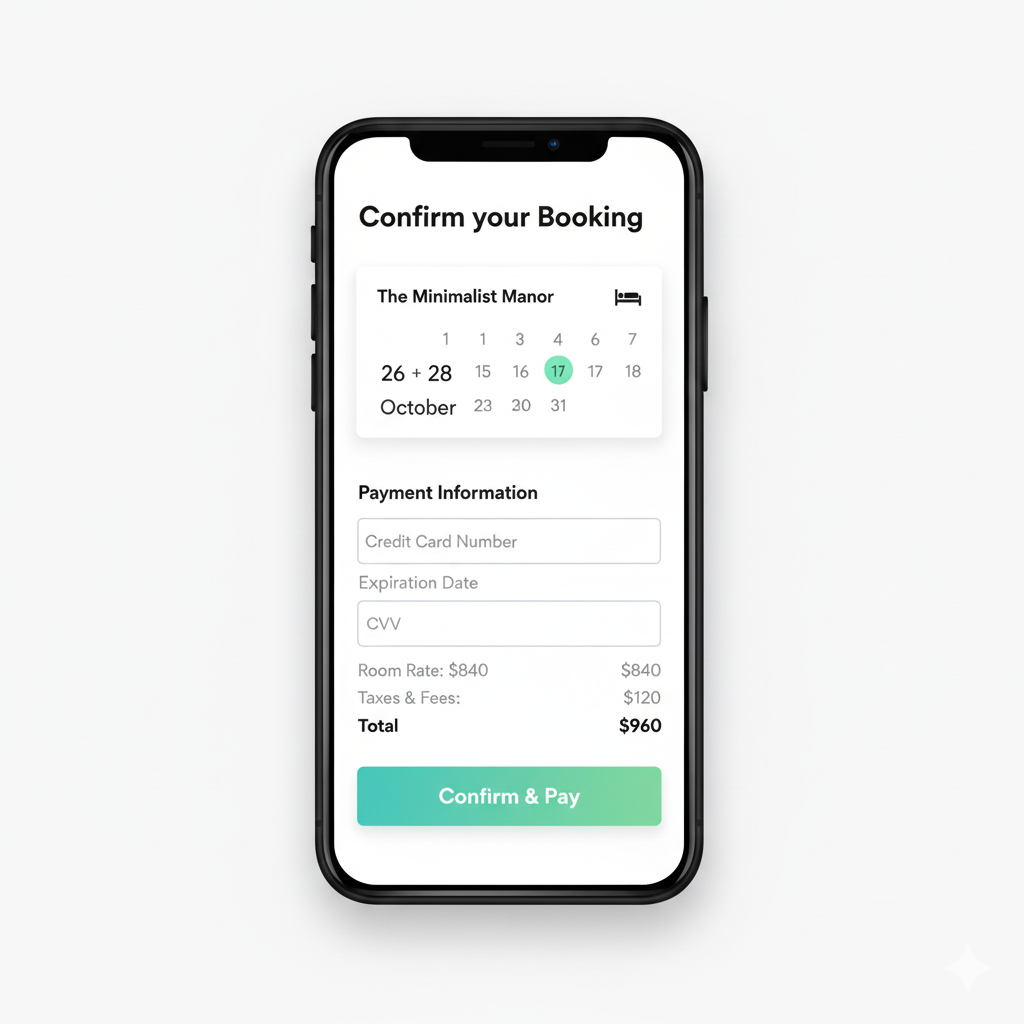 Confirm your Booking
The Minimalist Manor
1 1 3 4 6 7
26 + 28 15 16 17 17 18
October 23 20 31
Payment Information
Credit Card Number
Expiration Date
CVV
Room Rate: $840 $840
Taxes & Fees: $120
Total $960
Confirm & Pay